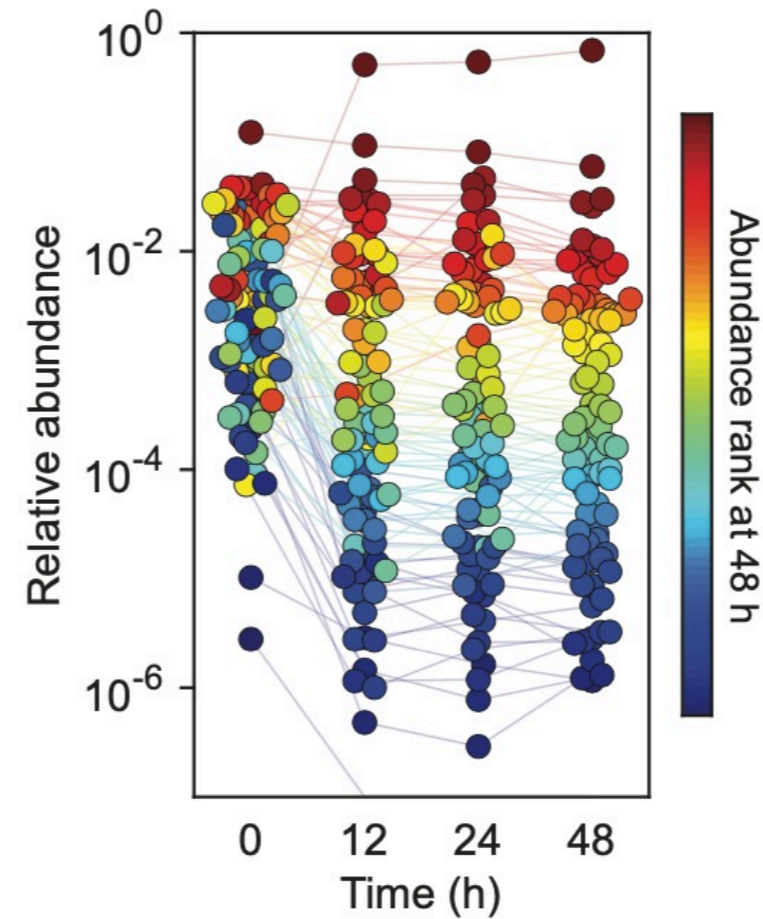 Relative abundance
10^0
10^-2
10^-4
10^-6
0 12 24 48
Time (h)
Abundance rank at 48 h